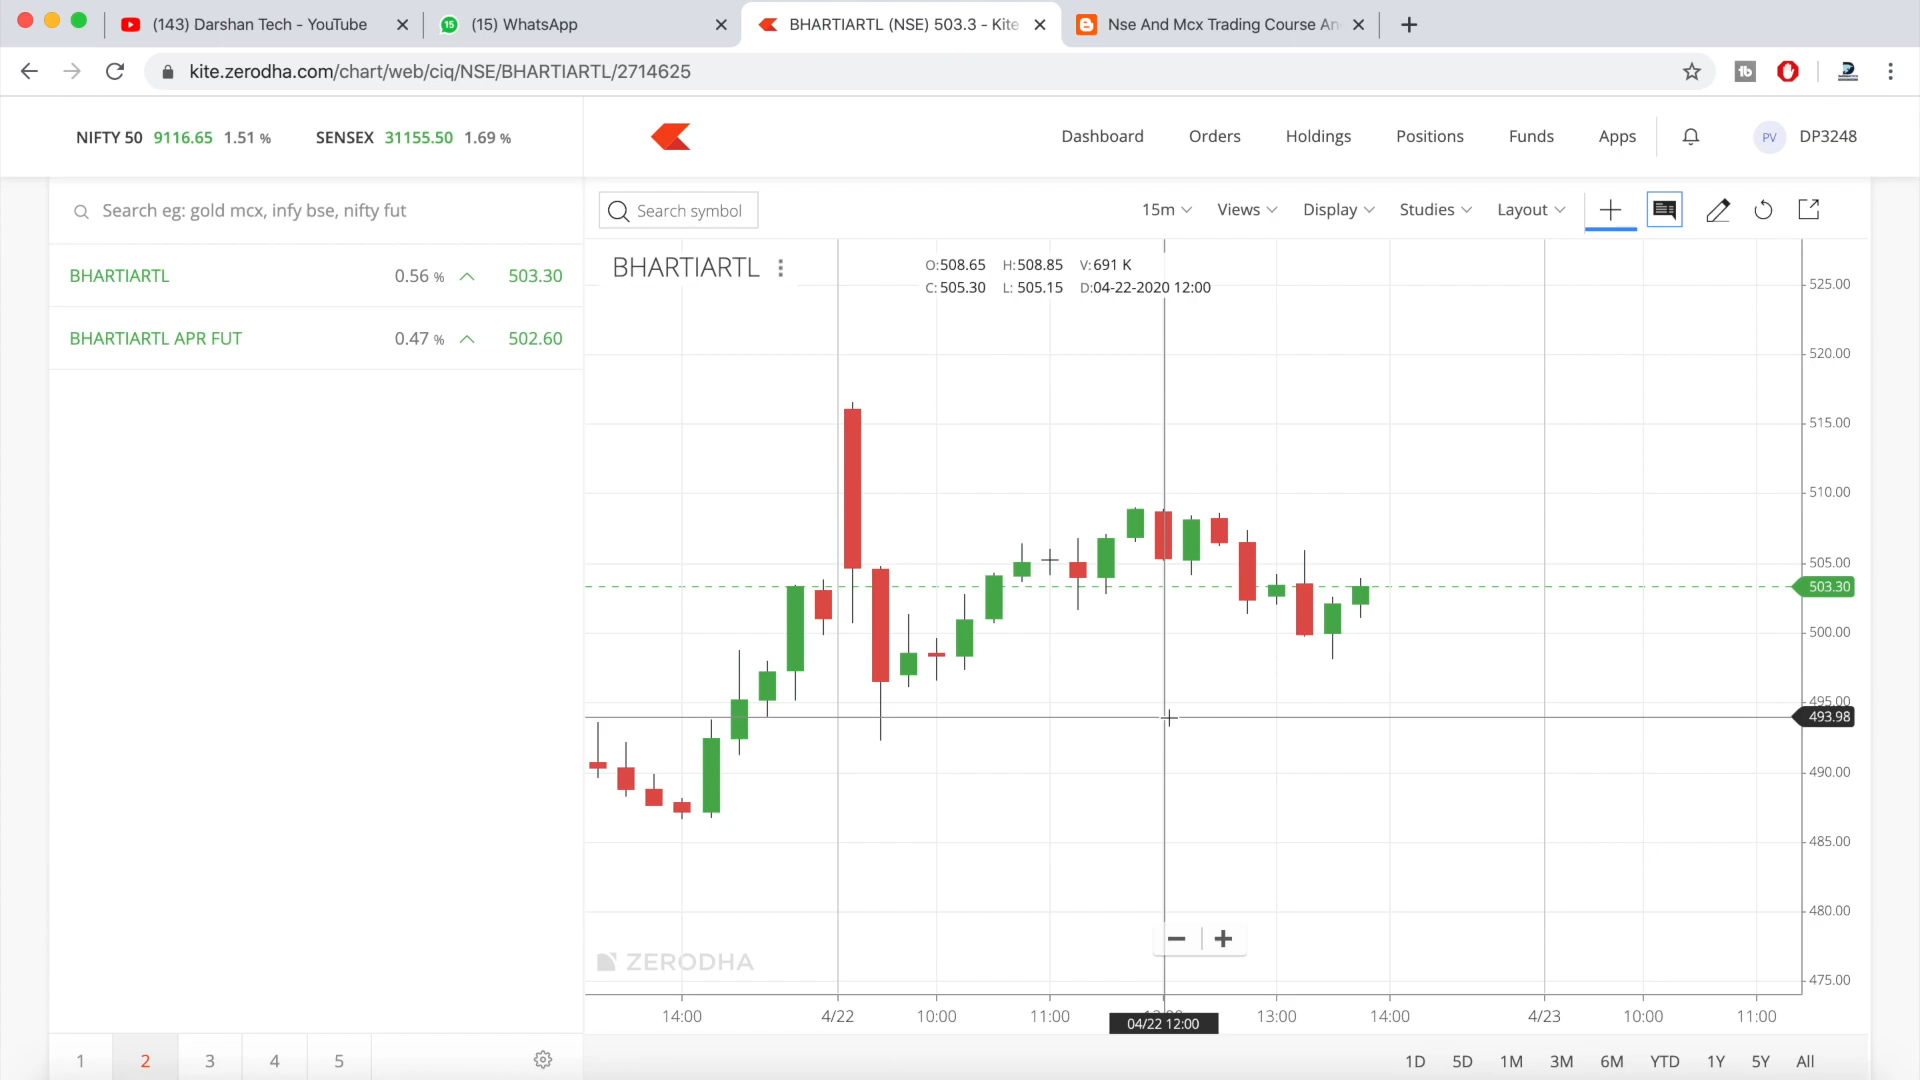 (143) Darshan Tech - YouTube
15 (15) WhatsApp
BHARTIARTL (NSE) 503.3 - Kite
Nse And Mcx Trading Course An
kite.zerodha.com/chart/web/ciq/NSE/BHARTIARTL/2714625
tb
NIFTY 50 9116.65 1.51 % SENSEX 31155.50 1.69 %
Dashboard Orders Holdings Positions Funds Apps PV DP3248
Search eg: gold mcx, infy bse, nifty fut
Search symbol 15m Views Display Studies Layout
BHARTIARTL 0.56 % 503.30
BHARTIARTL APR FUT 0.47 % 502.60
BHARTIARTL
O:508.65 H:508.85 V:691 K
C:505.30 L: 505.15 D:04-22-2020 12:00
525.00
520.00
515.00
510.00
505.00
503.30
500.00
495.00
493.98
490.00
485.00
480.00
475.00
ZERODHA
14:00 4/22 10:00 11:00 13:00 14:00 4/23 10:00 11:00
04/22 12:00
1 2 3 4 5
1D 5D 1M 3M 6M YTD 1Y 5Y All